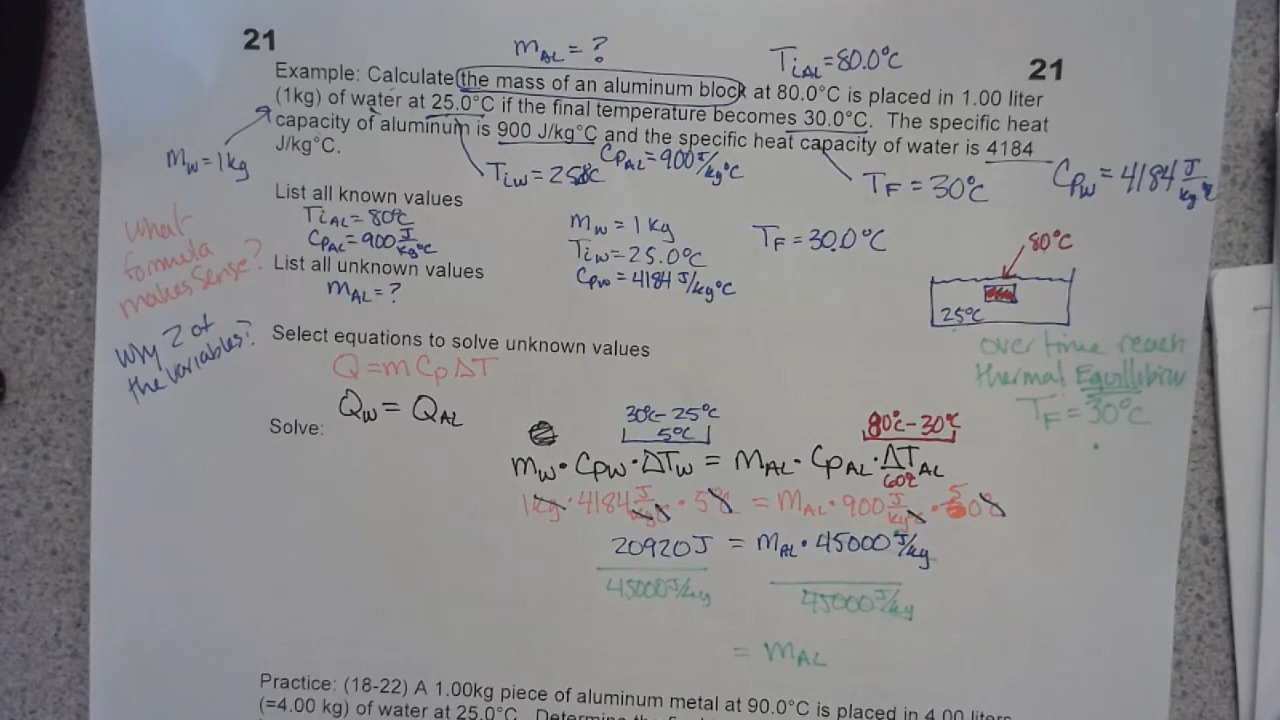 21
m_AL = ?
T_iAL = 80.0°C
21
Example: Calculate the mass of an aluminum block at 80.0°C is placed in 1.00 liter
(1kg) of water at 25.0°C if the final temperature becomes 30.0°C. The specific heat
capacity of aluminum is 900 J/kg°C and the specific heat capacity of water is 4184
J/kg°C.
m_w = 1kg
T_iw = 25°C
Cp_AL = 900 J/kg°C
T_F = 30°C
Cp_w = 4184 J/kg°C
List all known values
T_iAL = 80°C
Cp_AL = 900 J/kg°C
m_w = 1 kg
T_iw = 25.0°C
Cp_w = 4184 J/kg°C
T_F = 30.0°C
80°C
25°C
What
formula
makes sense?
List all unknown values
m_AL = ?
Why 2 of
the variables?
Select equations to solve unknown values
Q = m Cp ΔT
Q_w = Q_AL
over time reach
thermal Equillibrium
T_F = 30°C
Solve:
30°C - 25°C
5°C
80°C - 30°C
m_w · Cp_w · ΔT_w = m_AL · Cp_AL · ΔT_AL
1kg · 4184 J/kg°C · 5°C = m_AL · 900 J/kg°C · 50°C
20920J = m_AL · 45000 J/kg
45000J/kg
45000J/kg
= m_AL
Practice: (18-22) A 1.00kg piece of aluminum metal at 90.0°C is placed in 4.00 liters
(=4.00 kg) of water at 25.0°C. Determine the